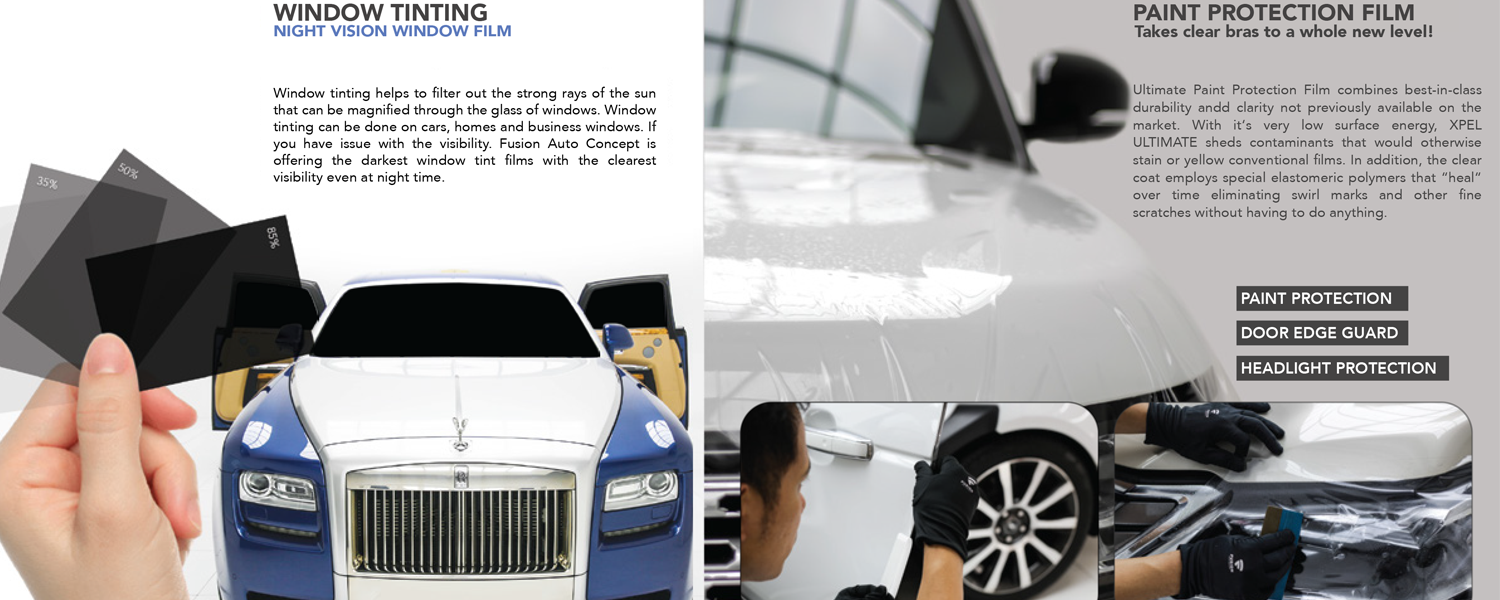 WINDOW TINTING
NIGHT VISION WINDOW FILM
Window tinting helps to filter out the strong rays of the sun
that can be magnified through the glass of windows. Window
tinting can be done on cars, homes and business windows. If
you have issue with the visibility. Fusion Auto Concept is
offering the darkest window tint films with the clearest
visibility even at night time.
35%
50%
85%
PAINT PROTECTION FILM
Takes clear bras to a whole new level!
Ultimate Paint Protection Film combines best-in-class
durability andd clarity not previously available on the
market. With it's very low surface energy, XPEL
ULTIMATE sheds contaminants that would otherwise
stain or yellow conventional films. In addition, the clear
coat employs special elastomeric polymers that "heal"
over time eliminating swirl marks and other fine
scratches without having to do anything.
PAINT PROTECTION
DOOR EDGE GUARD
HEADLIGHT PROTECTION